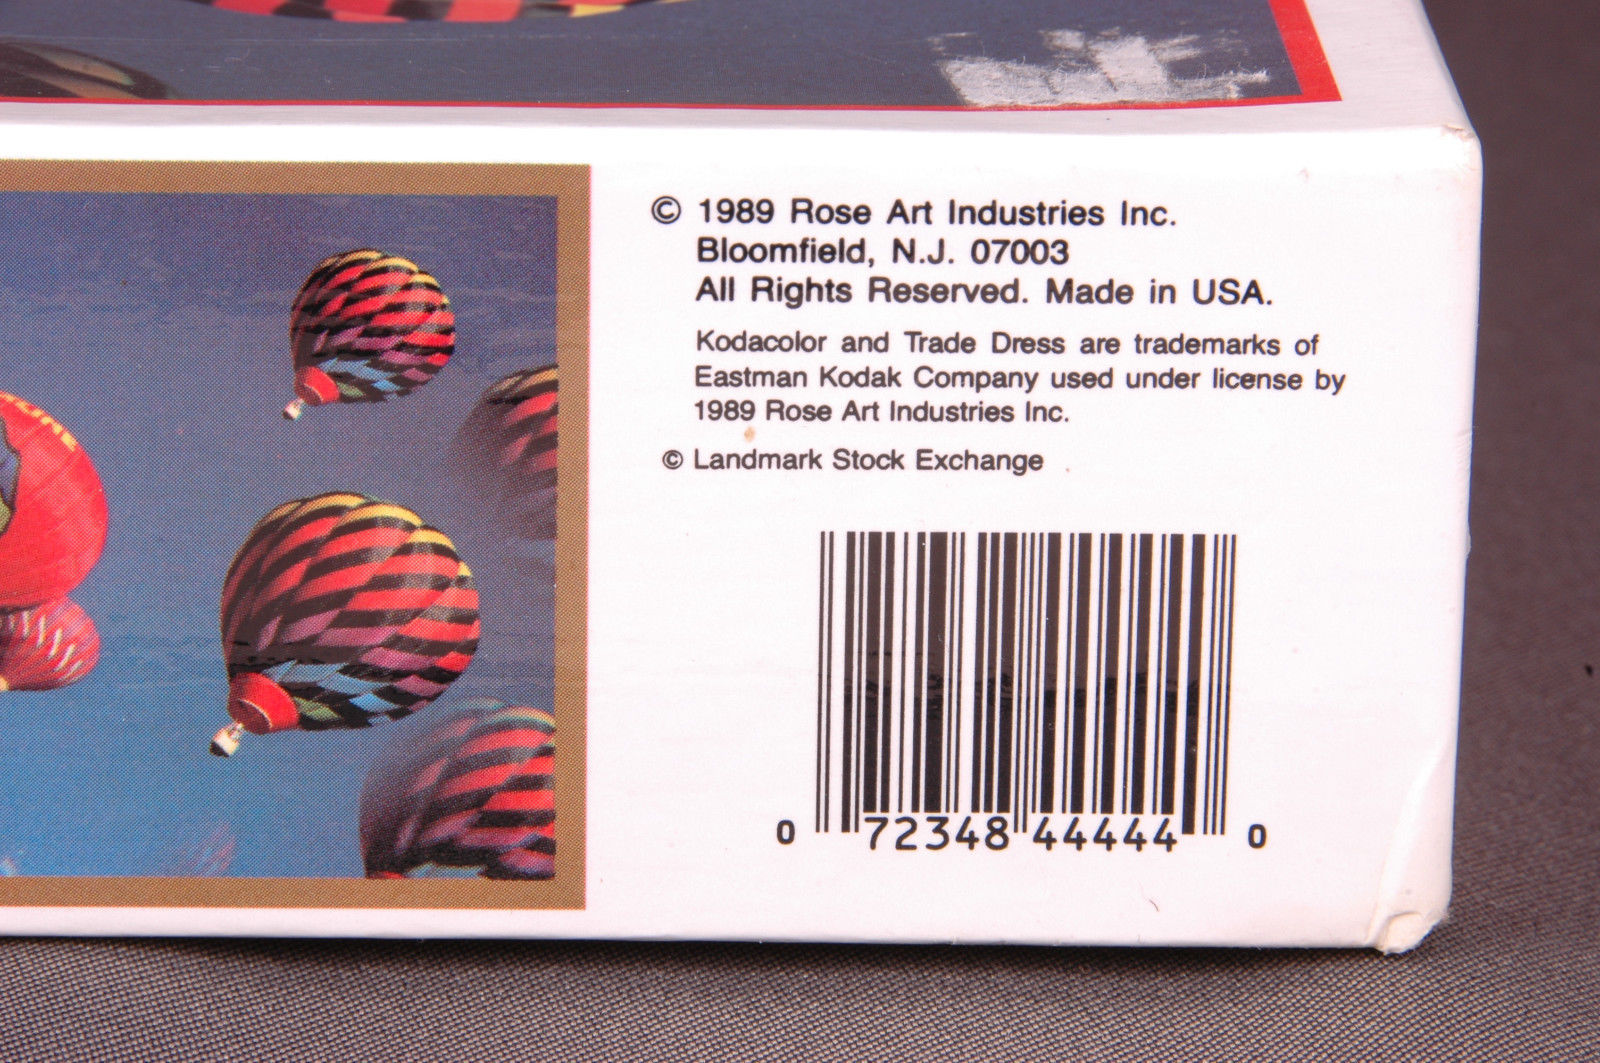 © 1989 Rose Art Industries Inc.
Bloomfield, N.J. 07003
All Rights Reserved. Made in USA.
Kodacolor and Trade Dress are trademarks of
Eastman Kodak Company used under license by
1989 Rose Art Industries Inc.
© Landmark Stock Exchange
0 72348 44444 0